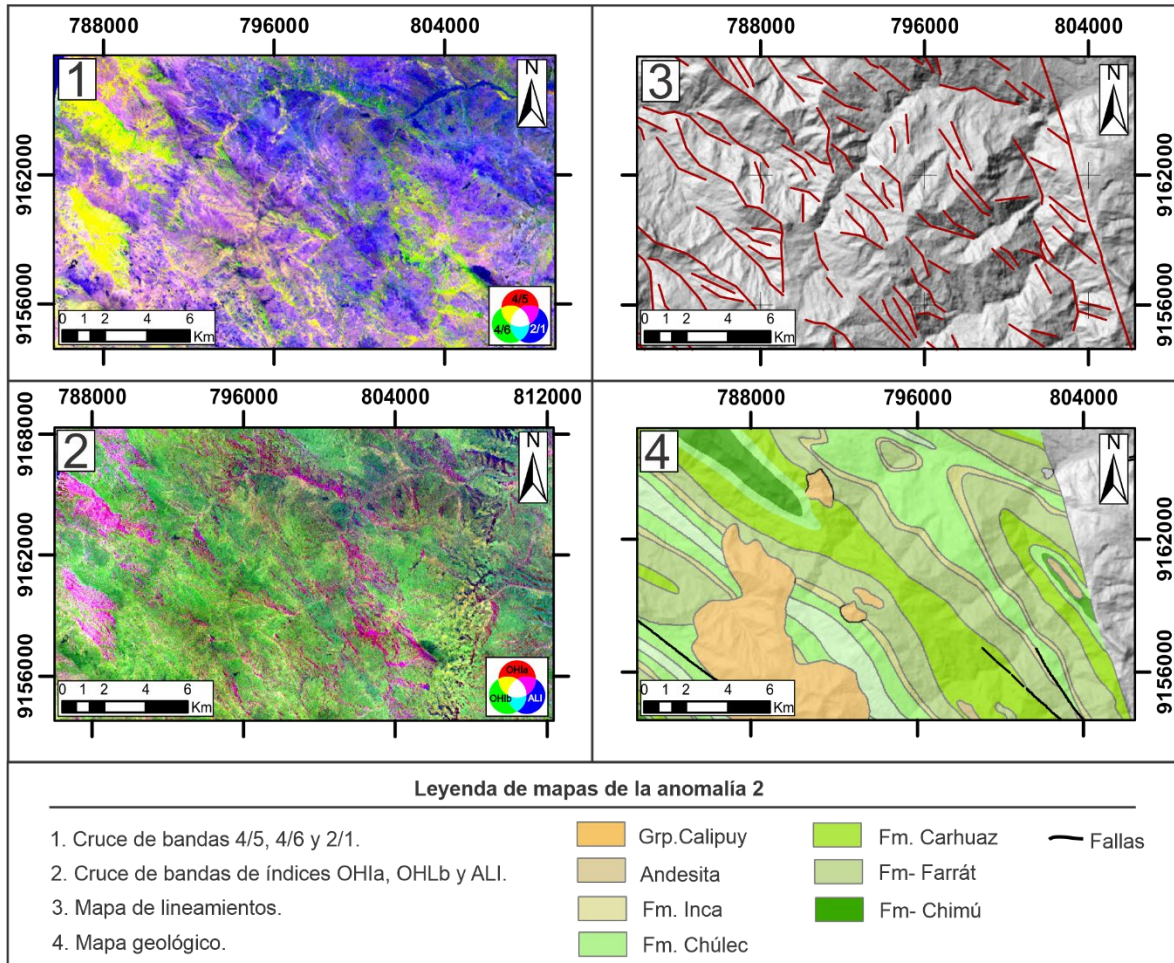 788000 796000 804000
1
N
9162000
9156000
0 1 2 4 6
Km
4/5
4/6 2/1
788000 796000 804000
3
N
9162000
9156000
0 1 2 4 6
Km
788000 796000 804000 812000
2
N
9168000
9162000
9156000
0 1 2 4 6
Km
OHIa
OHIb ALI
788000 796000 804000
4
N
9162000
9156000
0 1 2 4 6
Km
Leyenda de mapas de la anomalía 2
1. Cruce de bandas 4/5, 4/6 y 2/1.
2. Cruce de bandas de índices OHIa, OHLb y ALI.
3. Mapa de lineamientos.
4. Mapa geológico.
Grp.Calipuy
Andesita
Fm. Inca
Fm. Chúlec
Fm. Carhuaz
Fm- Farrát
Fm- Chimú
Fallas